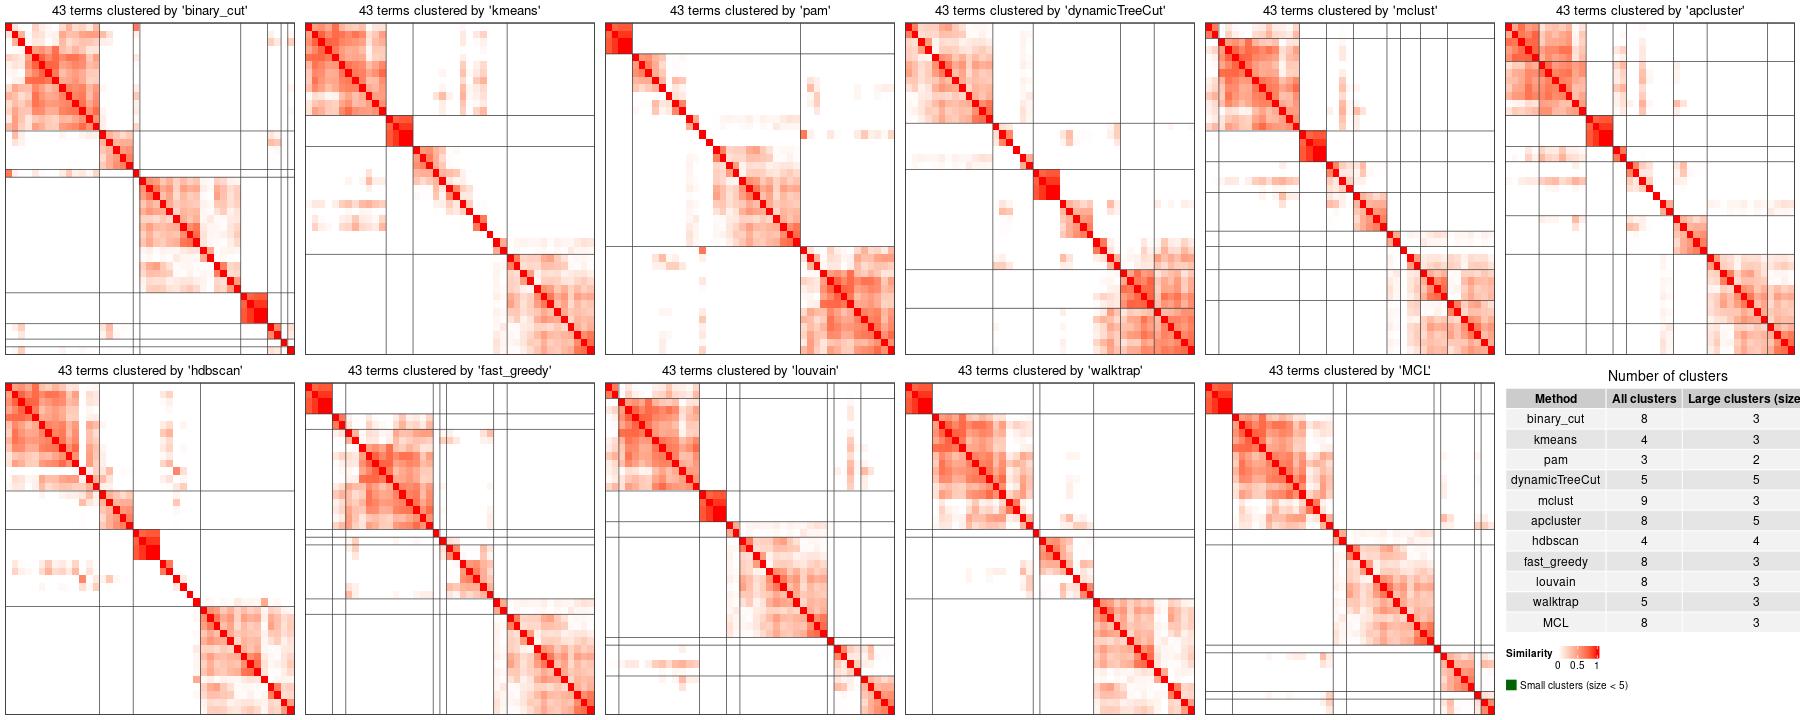 43 terms clustered by 'binary_cut'
43 terms clustered by 'kmeans'
43 terms clustered by 'pam'
43 terms clustered by 'dynamicTreeCut'
43 terms clustered by 'mclust'
43 terms clustered by 'apcluster'
43 terms clustered by 'hdbscan'
43 terms clustered by 'fast_greedy'
43 terms clustered by 'louvain'
43 terms clustered by 'walktrap'
43 terms clustered by 'MCL'
Number of clusters
Method All clusters Large clusters (size
binary_cut 8 3
kmeans 4 3
pam 3 2
dynamicTreeCut 5 5
mclust 9 3
apcluster 8 5
hdbscan 4 4
fast_greedy 8 3
louvain 8 3
walktrap 5 3
MCL 8 3
Similarity
0 0.5 1
Small clusters (size < 5)